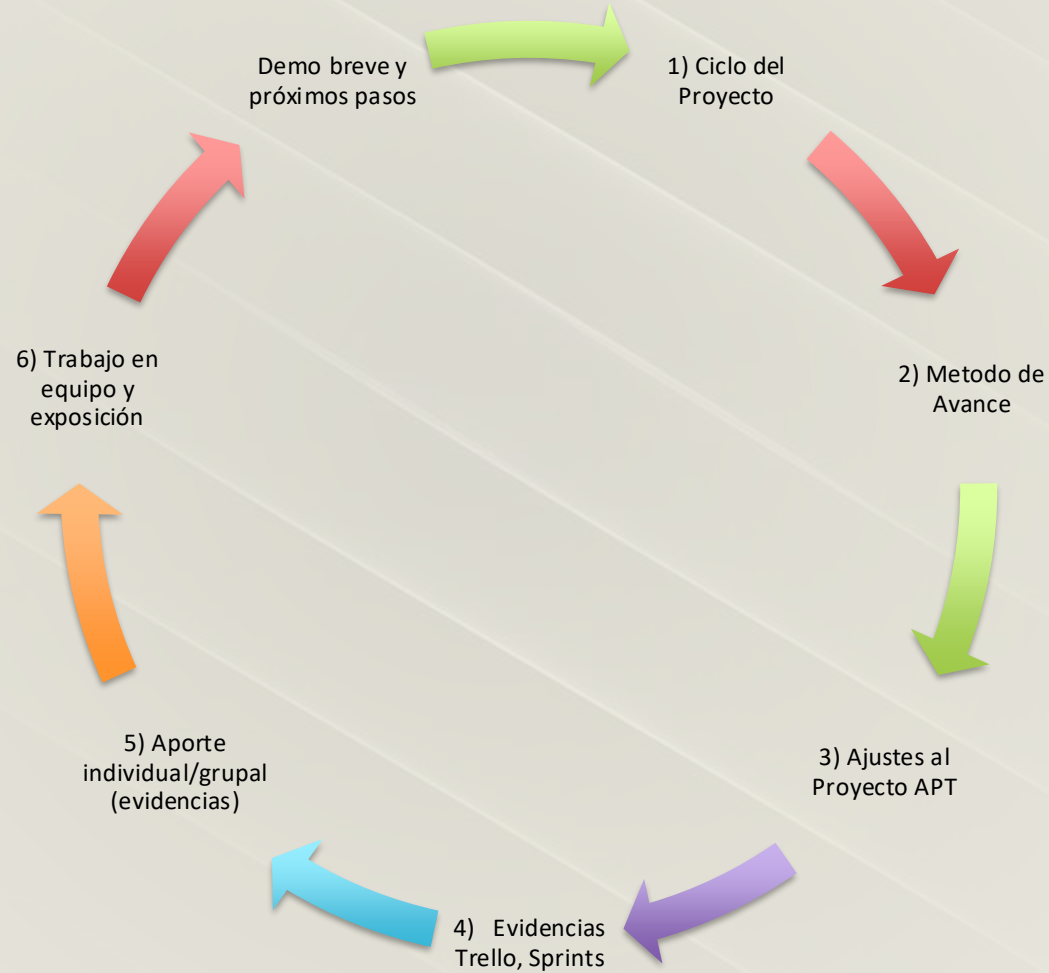 Demo breve y
próximos pasos
1) Ciclo del
Proyecto
2) Metodo de
Avance
3) Ajustes al
Proyecto APT
4) Evidencias
Trello, Sprints
5) Aporte
individual/grupal
(evidencias)
6) Trabajo en
equipo y
exposición